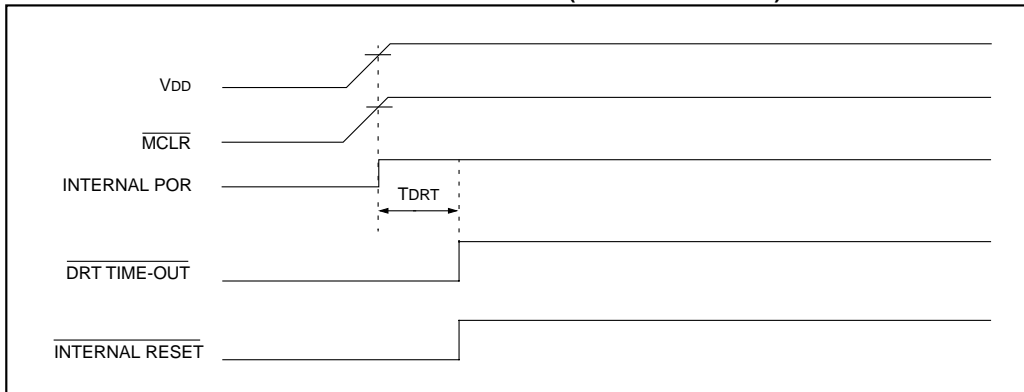 VDD
MCLR
INTERNAL POR
TDRT
DRT TIME-OUT
INTERNAL RESET